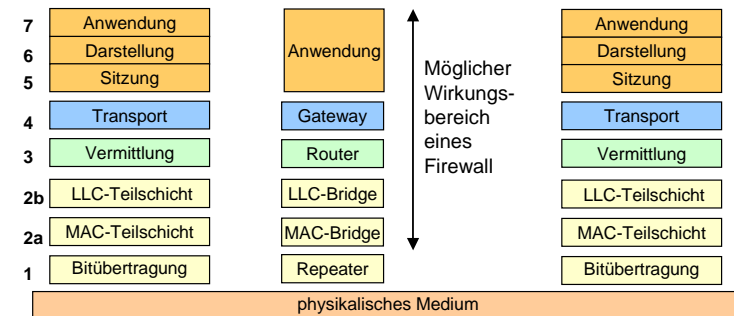 7 Anwendung Anwendung Anwendung
6 Darstellung Darstellung
5 Sitzung Sitzung
Möglicher
Wirkungs-
bereich
eines
Firewall
4 Transport Gateway Transport
3 Vermittlung Router Vermittlung
2b LLC-Teilschicht LLC-Bridge LLC-Teilschicht
2a MAC-Teilschicht MAC-Bridge MAC-Teilschicht
1 Bitübertragung Repeater Bitübertragung
physikalisches Medium